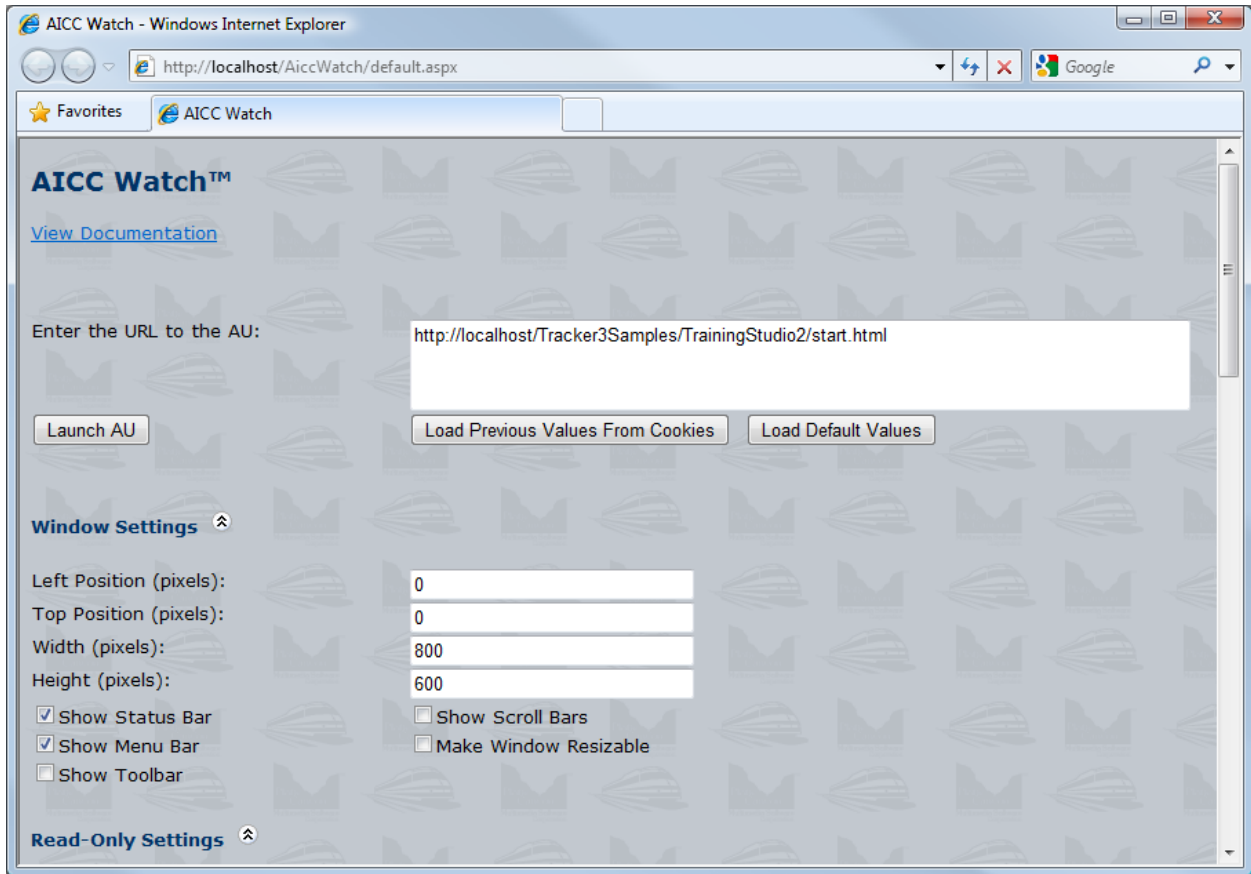 AICC Watch - Windows Internet Explorer
http://localhost/AiccWatch/default.aspx
Google
Favorites
AICC Watch
AICC Watch™
View Documentation
Enter the URL to the AU:
http://localhost/Tracker3Samples/TrainingStudio2/start.html
Launch AU
Load Previous Values From Cookies
Load Default Values
Window Settings
Left Position (pixels):
0
Top Position (pixels):
0
Width (pixels):
800
Height (pixels):
600
Show Status Bar
Show Scroll Bars
Show Menu Bar
Make Window Resizable
Show Toolbar
Read-Only Settings